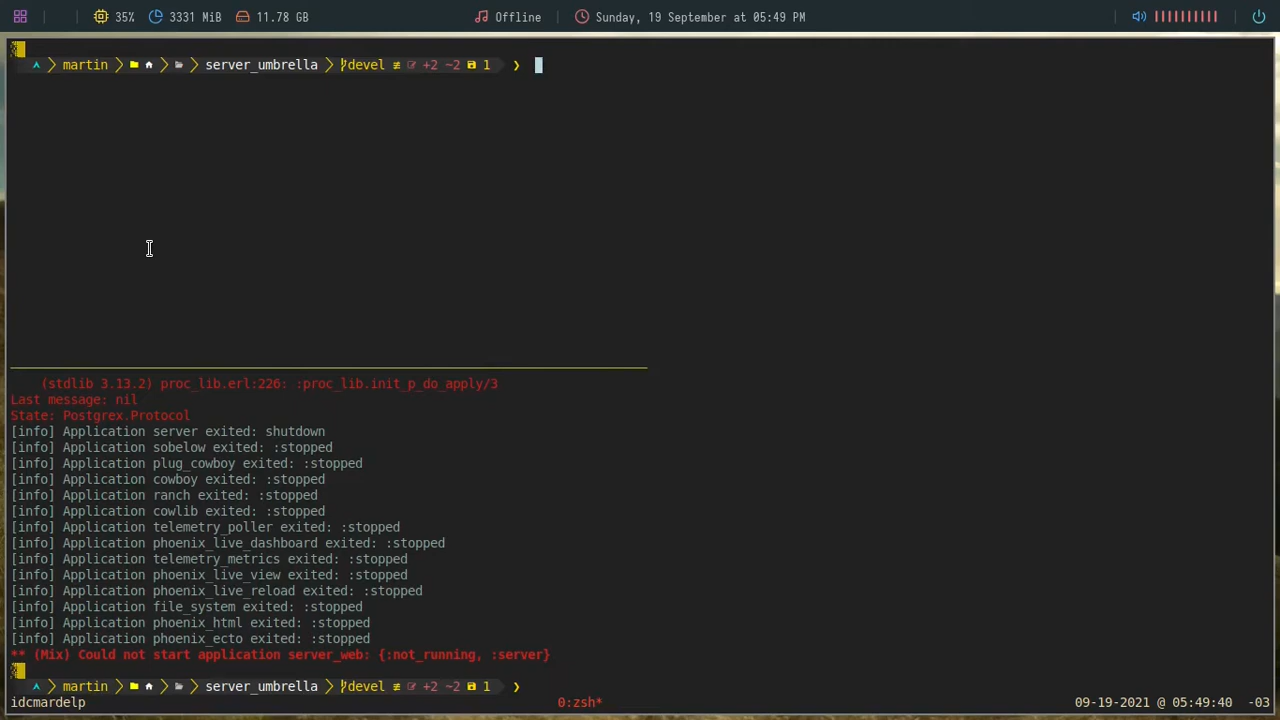 35% 3331 MiB 11.78 GB Offline Sunday, 19 September at 05:49 PM
martin server_umbrella devel ≢ +2 ~2 1 ❯
(stdlib 3.13.2) proc_lib.erl:226: :proc_lib.init_p_do_apply/3
Last message: nil
State: Postgrex.Protocol
[info] Application server exited: shutdown
[info] Application sobelow exited: :stopped
[info] Application plug_cowboy exited: :stopped
[info] Application cowboy exited: :stopped
[info] Application ranch exited: :stopped
[info] Application cowlib exited: :stopped
[info] Application telemetry_poller exited: :stopped
[info] Application phoenix_live_dashboard exited: :stopped
[info] Application telemetry_metrics exited: :stopped
[info] Application phoenix_live_view exited: :stopped
[info] Application phoenix_live_reload exited: :stopped
[info] Application file_system exited: :stopped
[info] Application phoenix_html exited: :stopped
[info] Application phoenix_ecto exited: :stopped
** (Mix) Could not start application server_web: {:not_running, :server}
martin server_umbrella devel ≢ +2 ~2 1 ❯
idcmardelp 0:zsh* 09-19-2021 @ 05:49:40 -03